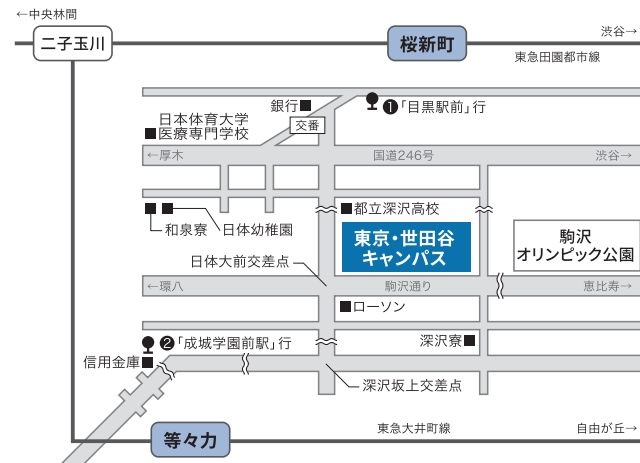 ←中央林間
二子玉川
桜新町
渋谷→
東急田園都市線
銀行■
❶「目黒駅前」行
日本体育大学
■医療専門学校
交番
←厚木
国道246号
渋谷→
■都立深沢高校
和泉寮
日体幼稚園
東京・世田谷
キャンパス
駒沢
オリンピック公園
日体大前交差点
←環八
駒沢通り
恵比寿→
■ローソン
❷「成城学園前駅」行
深沢寮■
信用金庫■
深沢坂上交差点
等々力
東急大井町線
自由が丘→